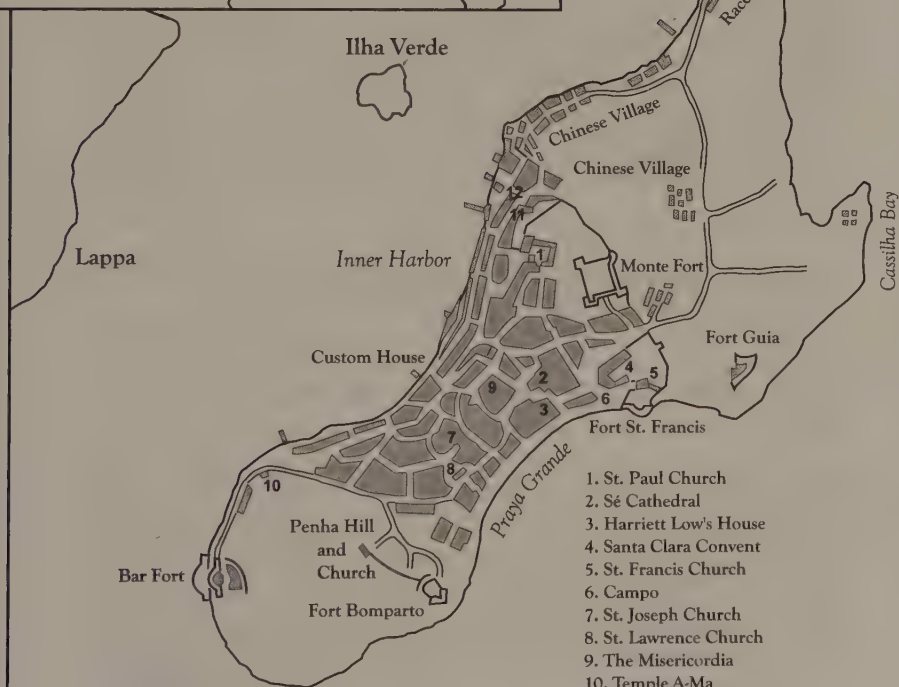 Ilha Verde
Chinese Village
Chinese Village
Cassilha Bay
Lappa
Inner Harbor
Monte Fort
Custom House
Fort Guia
Fort St. Francis
Praya Grande
Penha Hill
and
Church
Bar Fort
Fort Bomparto
12
11
1
2
3
4
5
6
7
8
9
10
1. St. Paul Church
2. Sé Cathedral
3. Harriett Low's House
4. Santa Clara Convent
5. St. Francis Church
6. Campo
7. St. Joseph Church
8. St. Lawrence Church
9. The Misericordia
10. Temple A-Ma